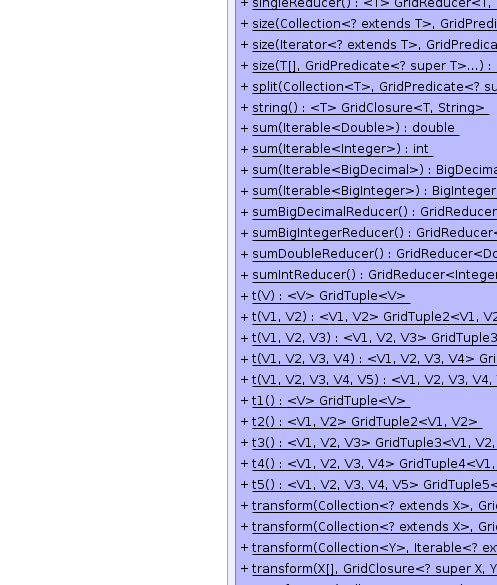 + singleReducer() : <T> GridReducer<T,
+ size(Collection<? extends T>, GridPredi
+ size(Iterator<? extends T>, GridPredica
+ size(T[], GridPredicate<? super T>...) :
+ split(Collection<T>, GridPredicate<? su
+ string() : <T> GridClosure<T, String>
+ sum(Iterable<Double>) : double
+ sum(Iterable<Integer>) : int
+ sum(Iterable<BigDecimal>) : BigDecima
+ sum(Iterable<BigInteger>) : BigInteger
+ sumBigDecimalReducer() : GridReducer
+ sumBigIntegerReducer() : GridReducer<
+ sumDoubleReducer() : GridReducer<Do
+ sumIntReducer() : GridReducer<Integer
+ t(V) : <V> GridTuple<V>
+ t(V1, V2) : <V1, V2> GridTuple2<V1, V2
+ t(V1, V2, V3) : <V1, V2, V3> GridTuple3
+ t(V1, V2, V3, V4) : <V1, V2, V3, V4> Gri
+ t(V1, V2, V3, V4, V5) : <V1, V2, V3, V4,
+ t1() : <V> GridTuple<V>
+ t2() : <V1, V2> GridTuple2<V1, V2>
+ t3() : <V1, V2, V3> GridTuple3<V1, V2,
+ t4() : <V1, V2, V3, V4> GridTuple4<V1,
+ t5() : <V1, V2, V3, V4, V5> GridTuple5<
+ transform(Collection<? extends X>, Gri
+ transform(Collection<? extends X>, Gri
+ transform(Collection<Y>, Iterable<? ex
+ transform(X[], GridClosure<? super X, Y